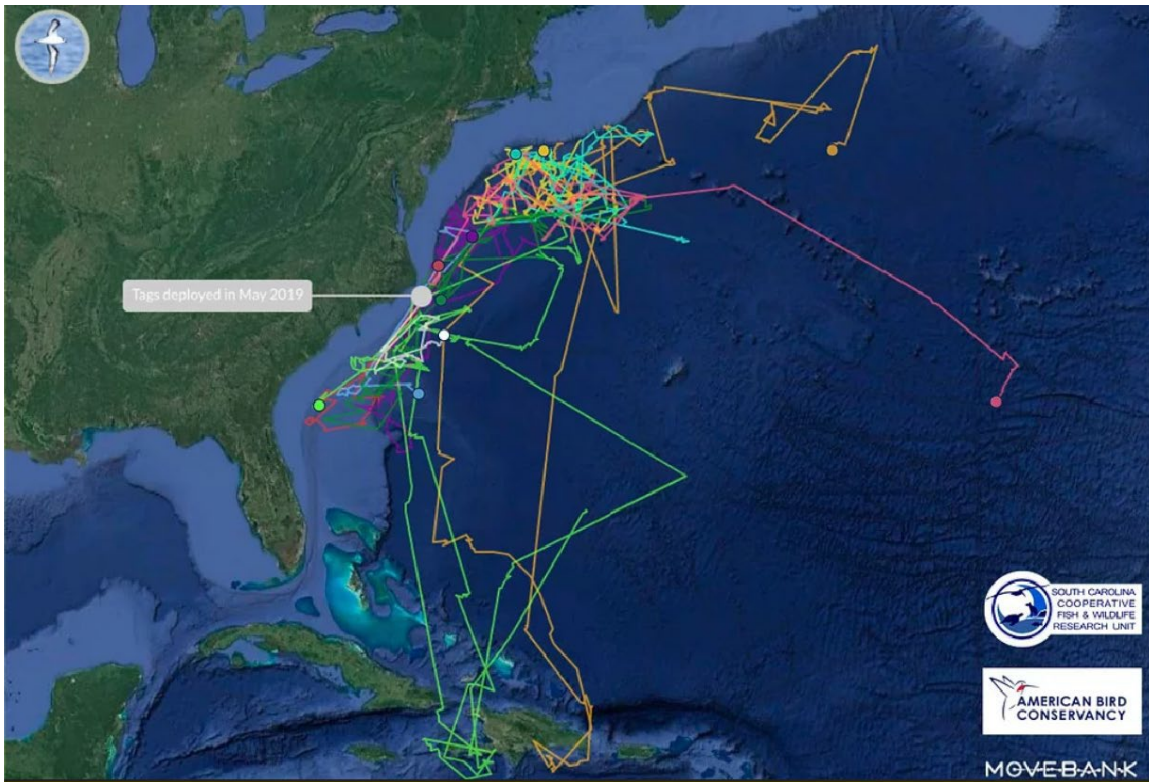 Tags deployed in May 2019
SOUTH CAROLINA
COOPERATIVE
FISH & WILDLIFE
RESEARCH UNIT
AMERICAN BIRD
CONSERVANCY
MOVEBANK